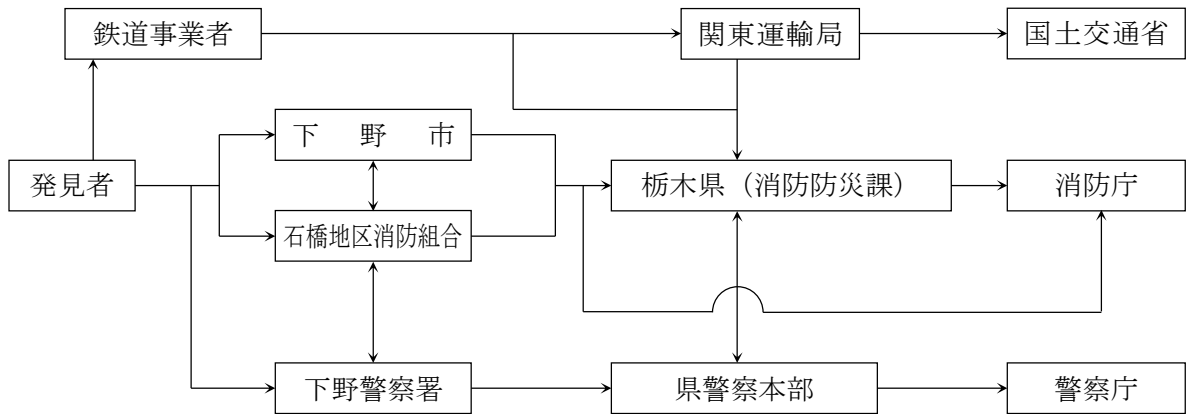 鉄道事業者
関東運輸局
国土交通省
下野市
発見者
栃木県（消防防災課）
消防庁
石橋地区消防組合
下野警察署
県警察本部
警察庁